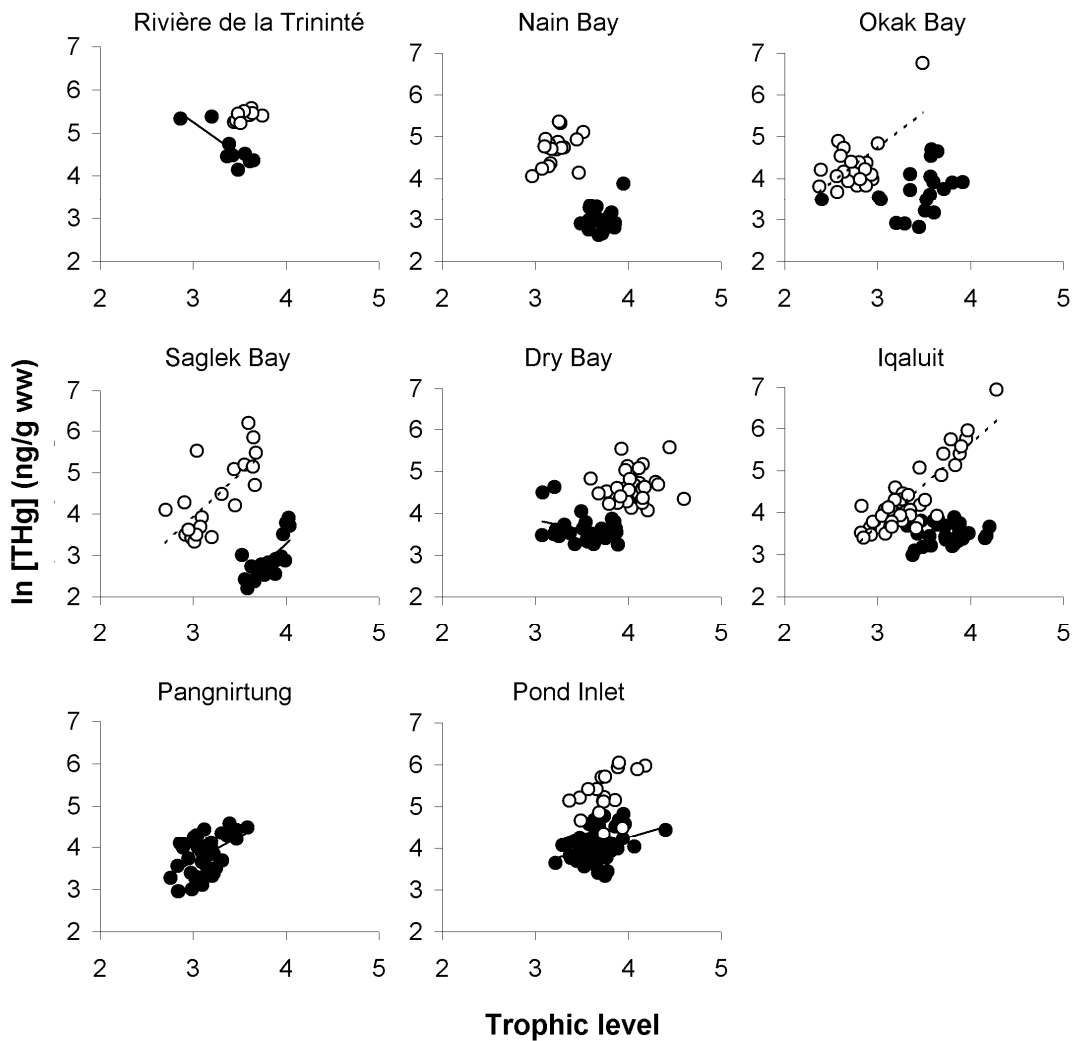 Rivière de la Trininté
Nain Bay
Okak Bay
7
6
5
4
3
2
2 3 4 5
7
6
5
4
3
2
2 3 4 5
7
6
5
4
3
2
2 3 4 5
ln [THg] (ng/g ww)
Saglek Bay
Dry Bay
Iqaluit
7
6
5
4
3
2
2 3 4 5
7
6
5
4
3
2
2 3 4 5
7
6
5
4
3
2
2 3 4 5
Pangnirtung
Pond Inlet
7
6
5
4
3
2
2 3 4 5
7
6
5
4
3
2
2 3 4 5
Trophic level